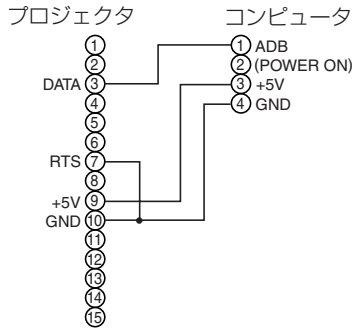 プロジェクタ
コンピュータ
①
②
DATA ③
④
⑤
⑥
RTS ⑦
⑧
+5V ⑨
GND ⑩
⑪
⑫
⑬
⑭
⑮
① ADB
② (POWER ON)
③ +5V
④ GND